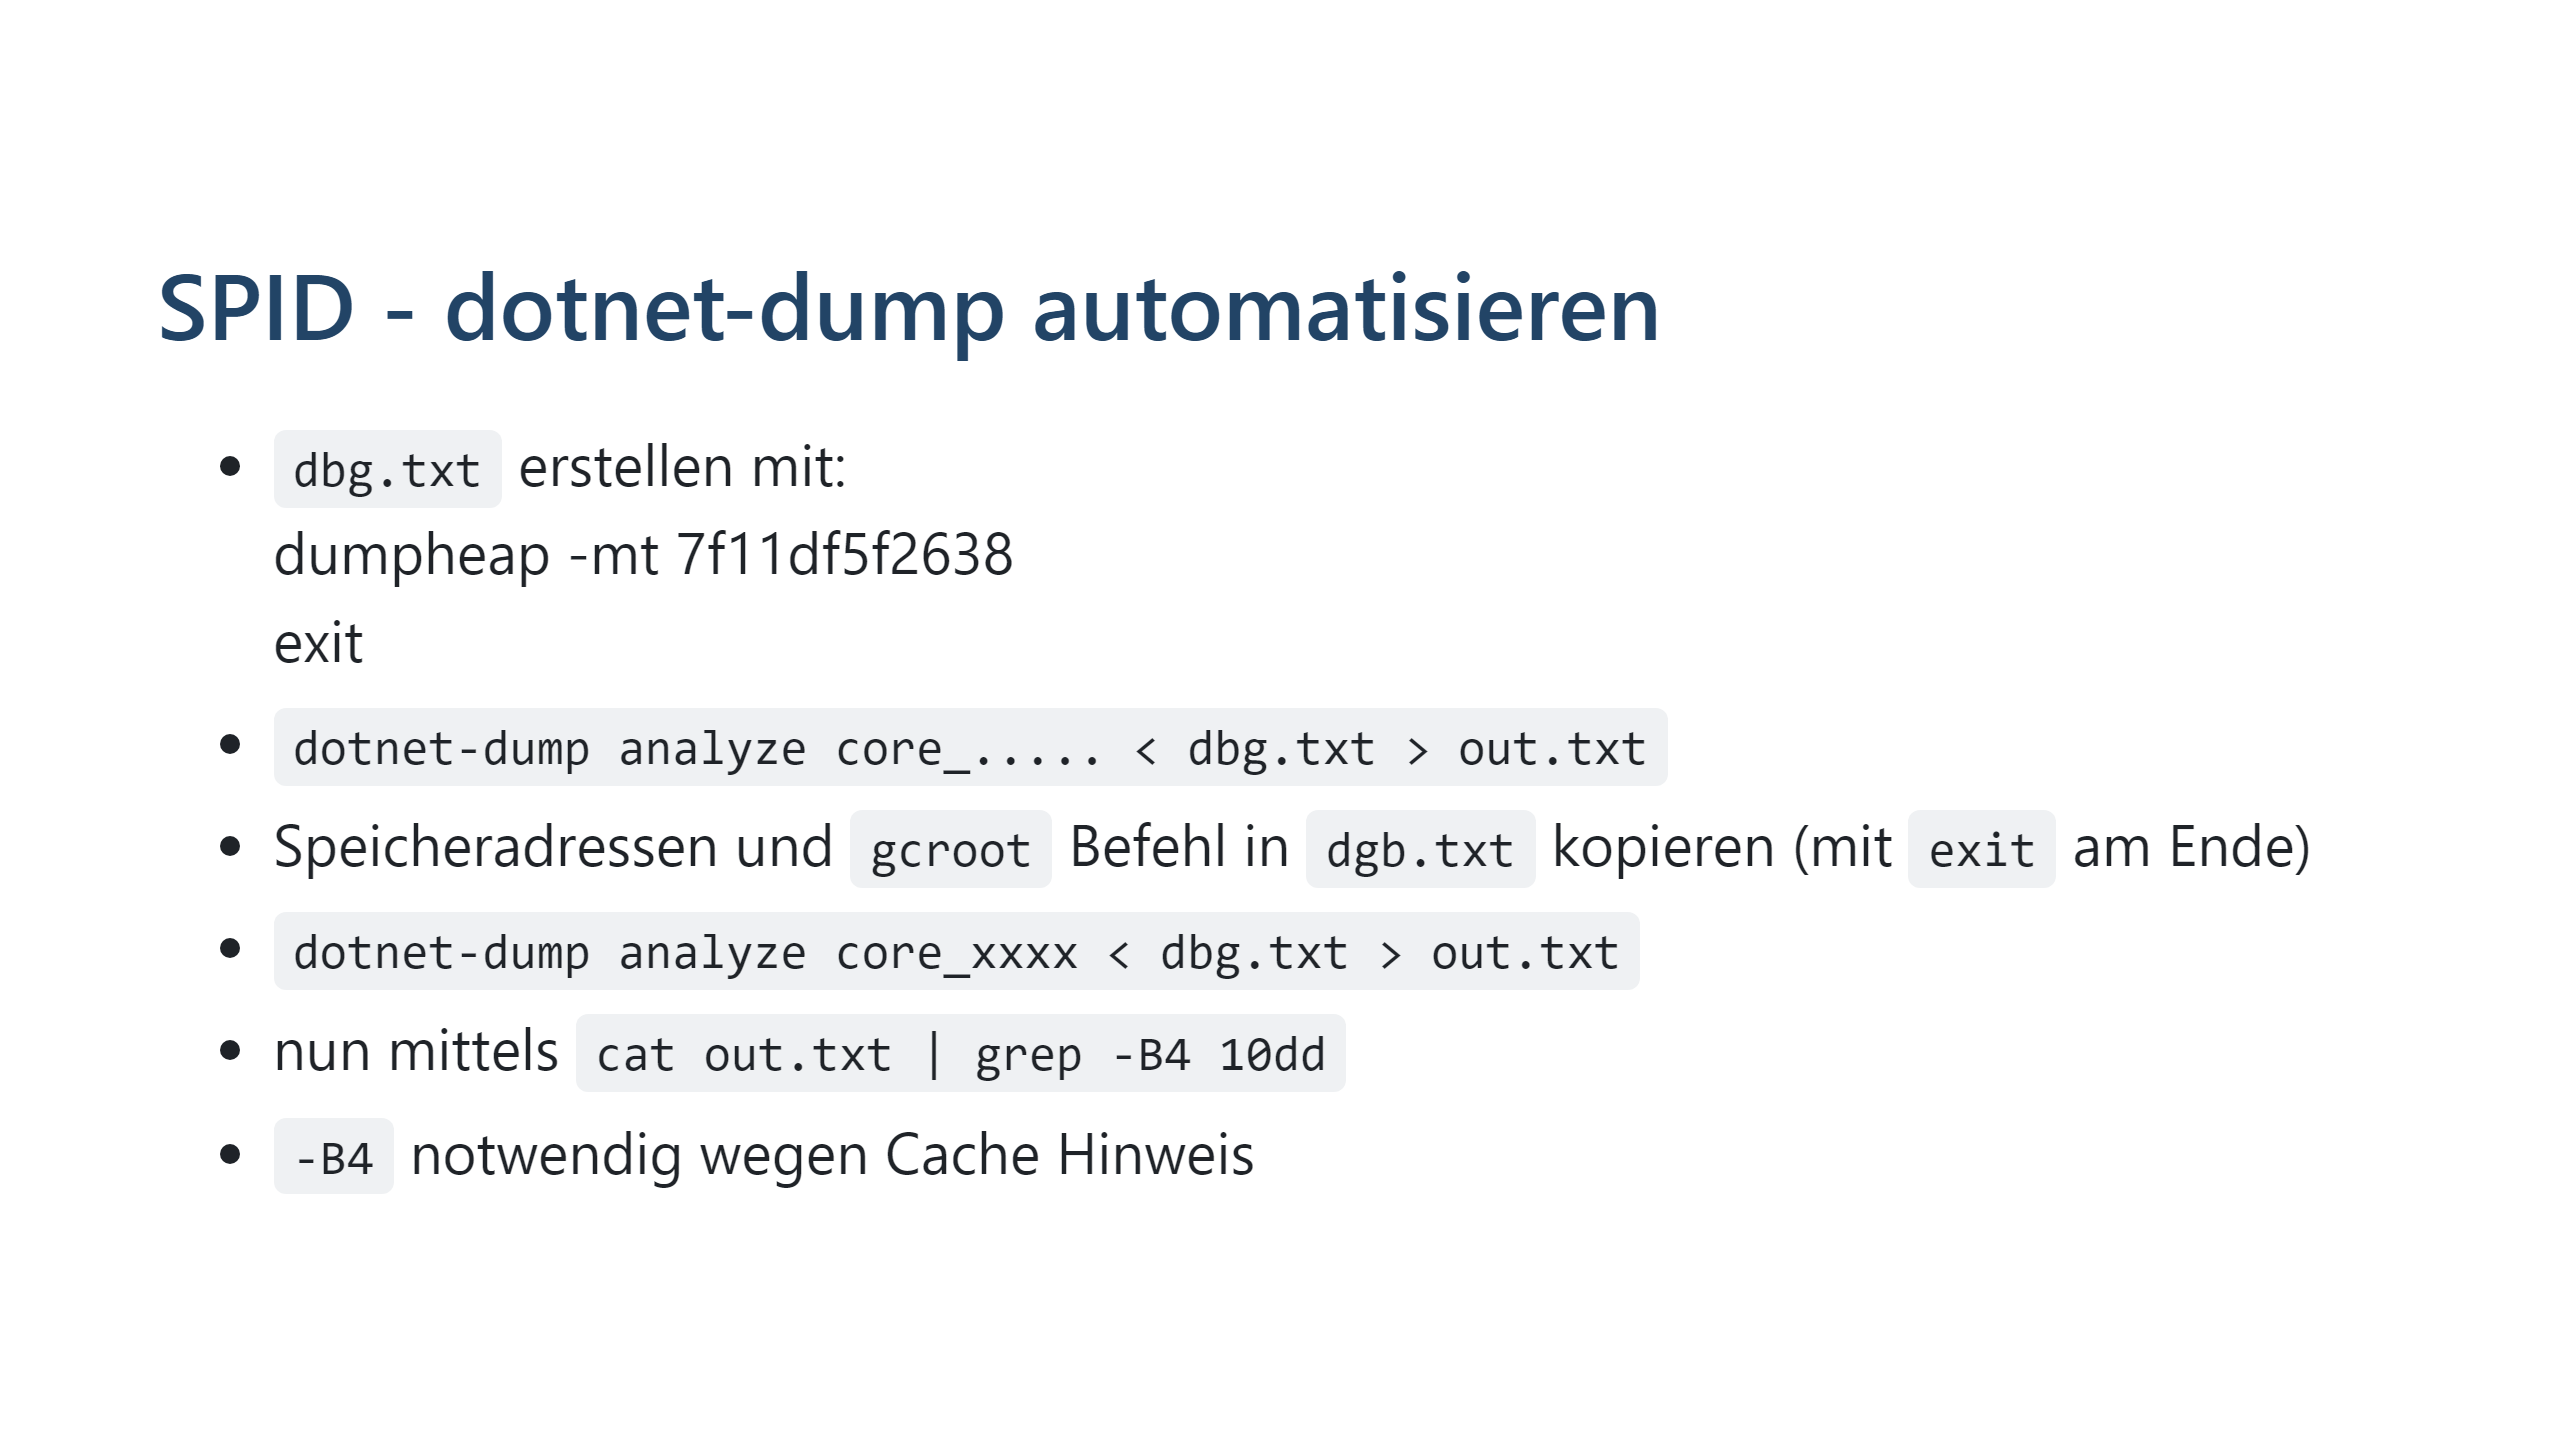 SPID - dotnet-dump automatisieren
dbg.txt erstellen mit:
dumpheap -mt 7f11df5f2638
exit
dotnet-dump analyze core_..... < dbg.txt > out.txt
Speicheradressen und gcroot Befehl in dgb.txt kopieren (mit exit am Ende)
dotnet-dump analyze core_xxxx < dbg.txt > out.txt
nun mittels cat out.txt | grep -B4 10dd
-B4 notwendig wegen Cache Hinweis